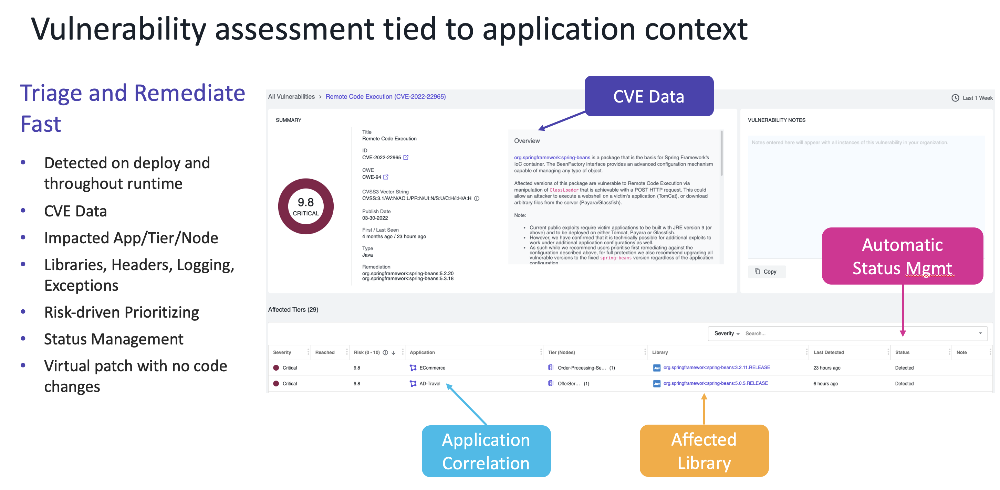 Vulnerability assessment tied to application context
Triage and Remediate
Fast
• Detected on deploy and
throughout runtime
• CVE Data
• Impacted App/Tier/Node
• Libraries, Headers, Logging,
Exceptions
• Risk-driven Prioritizing
• Status Management
• Virtual patch with no code
changes
CVE Data
All Vulnerabilities › Remote Code Execution (CVE-2022-22965)
Last 1 Week
SUMMARY
9.8
CRITICAL
Title
Remote Code Execution
ID
CVE-2022-22965
CWE
CWE-94
CVSS3 Vector String
CVSS:3.1/AV:N/AC:L/PR:N/UI:N/S:U/C:H/I:H/A:H
Publish Date
03-30-2022
First / Last Seen
4 months ago / 23 hours ago
Type
Java
Remediation
org.springframework:spring-beans:5.2.20
org.springframework:spring-beans:5.3.18
Overview
org.springframework:spring-beans is a package that is the basis for Spring Framework's
IoC container. The BeanFactory interface provides an advanced configuration mechanism
capable of managing any type of object.
Affected versions of this package are vulnerable to Remote Code Execution via
manipulation of ClassLoader that is achievable with a POST HTTP request. This could
allow an attacker to execute a webshell on a victim's application (TomCat), or download
arbitrary files from the server (Payara/Glassfish).
Note:
• Current public exploits require victim applications to be built with JRE version 9 (or
above) and to be deployed on either Tomcat, Payara or Glassfish.
• However, we have confirmed that it is technically possible for additional exploits to
work under additional application configurations as well.
• As such while we recommend users prioritise first remediating against the
configuration described above, for full protection we also recommend upgrading all
vulnerable versions to the fixed spring-beans version regardless of the application
configuration.
VULNERABILITY NOTES
Notes entered here will appear with all instances of this vulnerability in your organization.
Copy
Automatic
Status Mgmt
Affected Tiers (29)
Severity Search...
Severity Reached Risk (0 - 10) Application Tier (Nodes) Library Last Detected Status Note
Critical 9.8 ECommerce Order-Processing-Se... (1) Jav org.springframework:spring-beans:3.2.11.RELEASE 23 hours ago Detected
Critical 9.8 AD-Travel OfferSer... (1) Jav org.springframework:spring-beans:5.0.5.RELEASE 6 hours ago Detected
Application
Correlation
Affected
Library